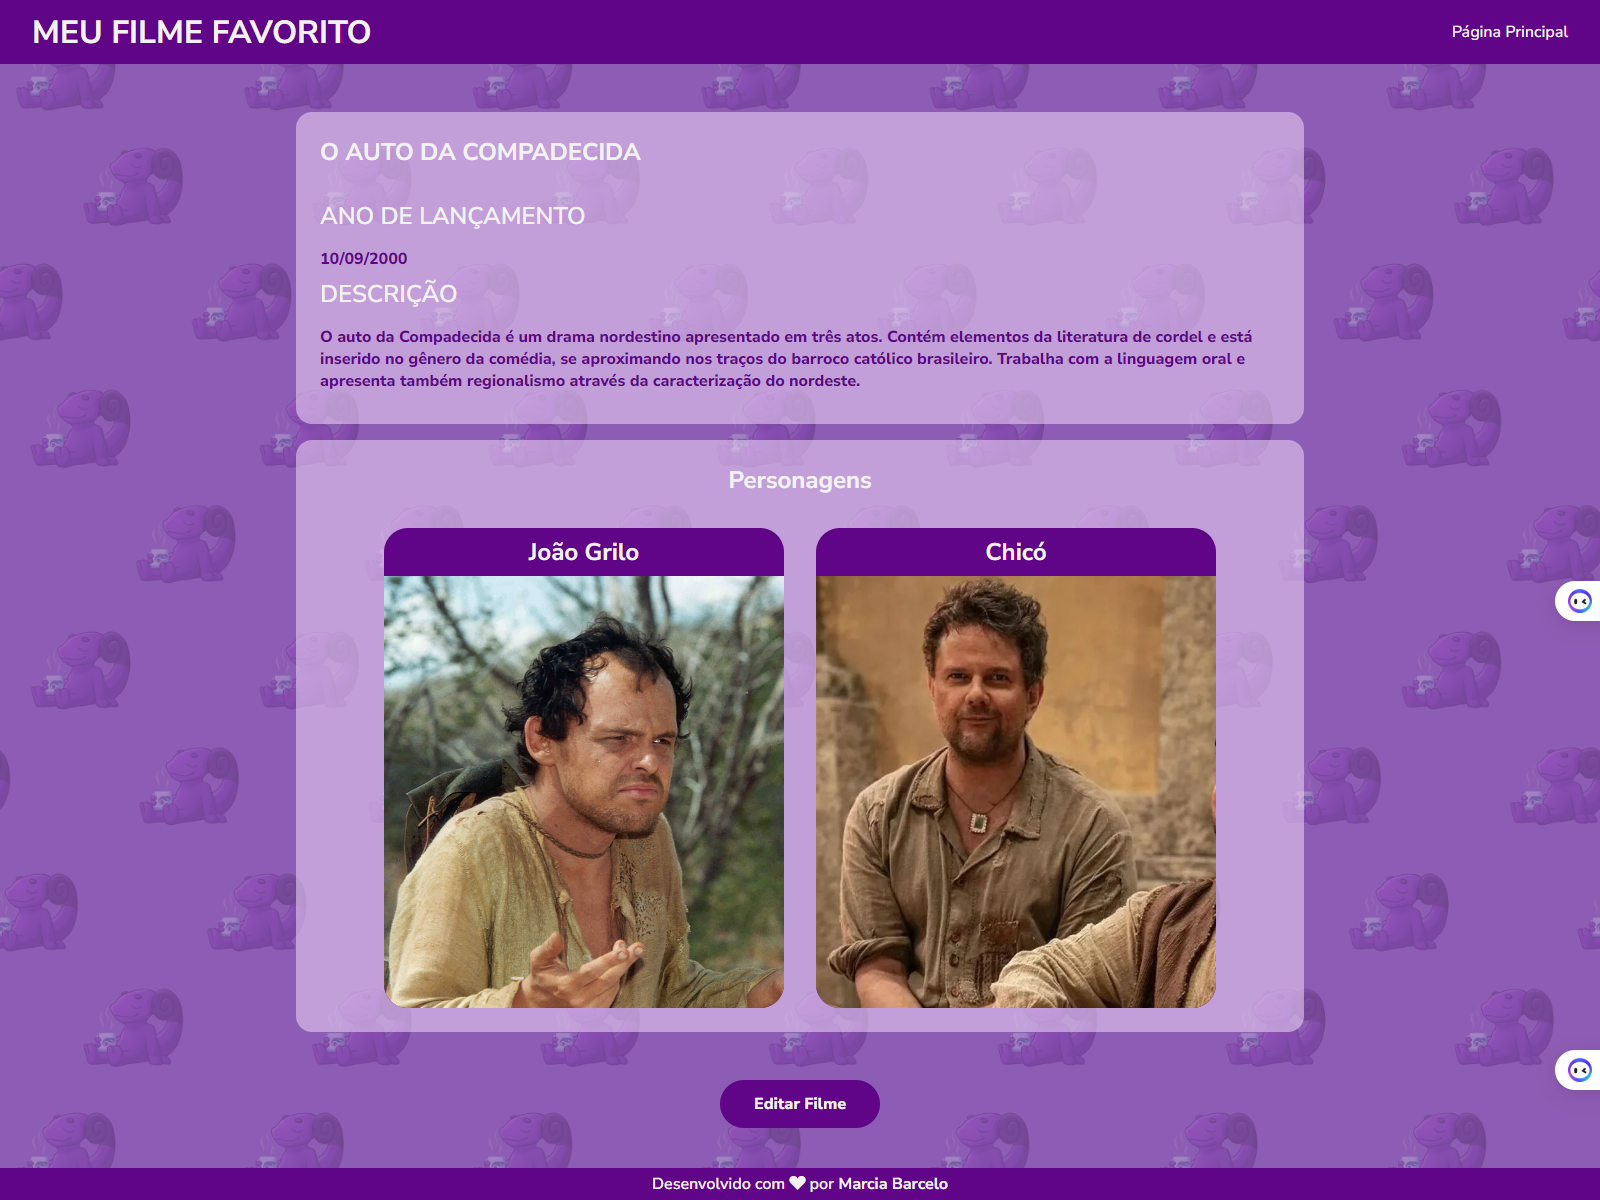 MEU FILME FAVORITO
Página Principal
O AUTO DA COMPADECIDA
ANO DE LANÇAMENTO
10/09/2000
DESCRIÇÃO
O auto da Compadecida é um drama nordestino apresentado em três atos. Contém elementos da literatura de cordel e está
inserido no gênero da comédia, se aproximando nos traços do barroco católico brasileiro. Trabalha com a linguagem oral e
apresenta também regionalismo através da caracterização do nordeste.
Personagens
João Grilo
Chicó
Editar Filme
Desenvolvido com ❤ por Marcia Barcelo